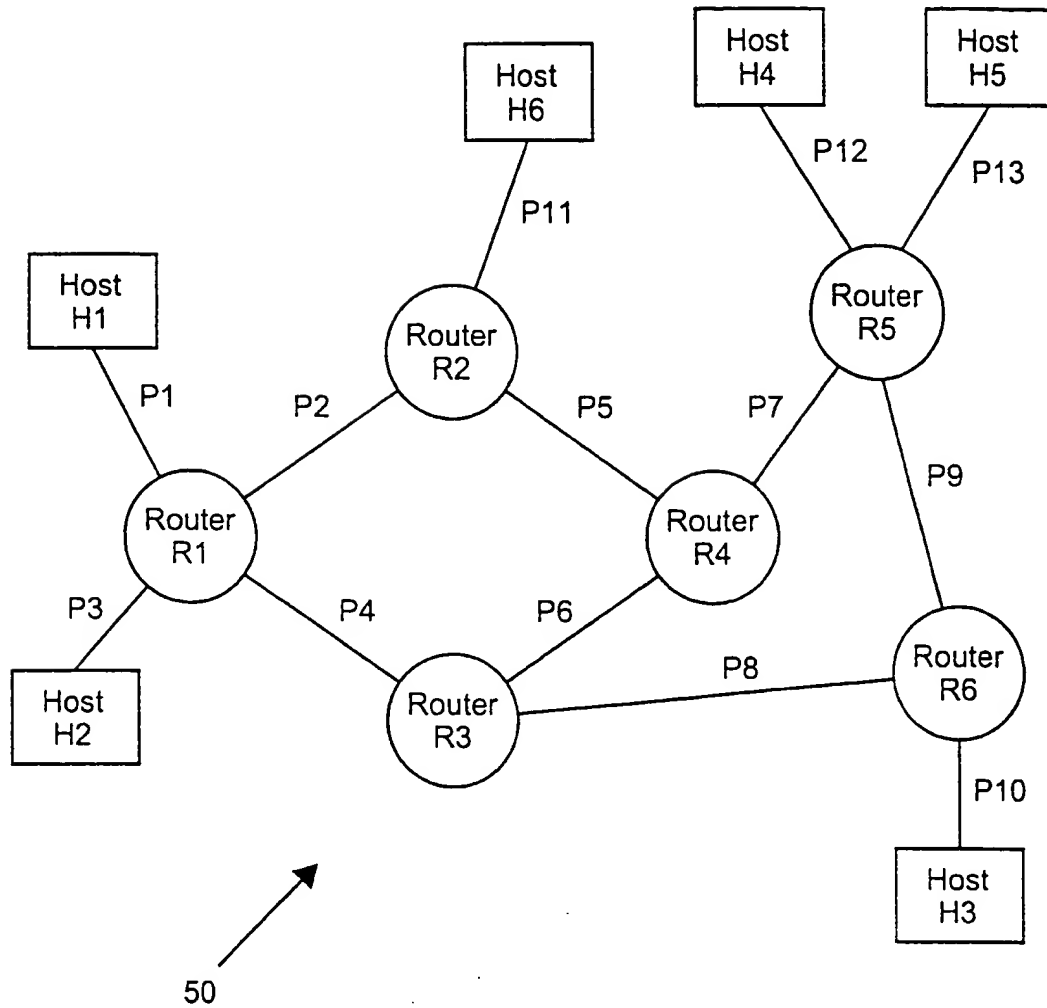 Host
H4
Host
H5
Host
H6
P12
P13
P11
Host
H1
Router
R5
Router
R2
P1
P2
P5
P7
P9
Router
R1
Router
R4
P3
P4
P6
Router
R6
P8
Host
H2
Router
R3
P10
Host
H3
50